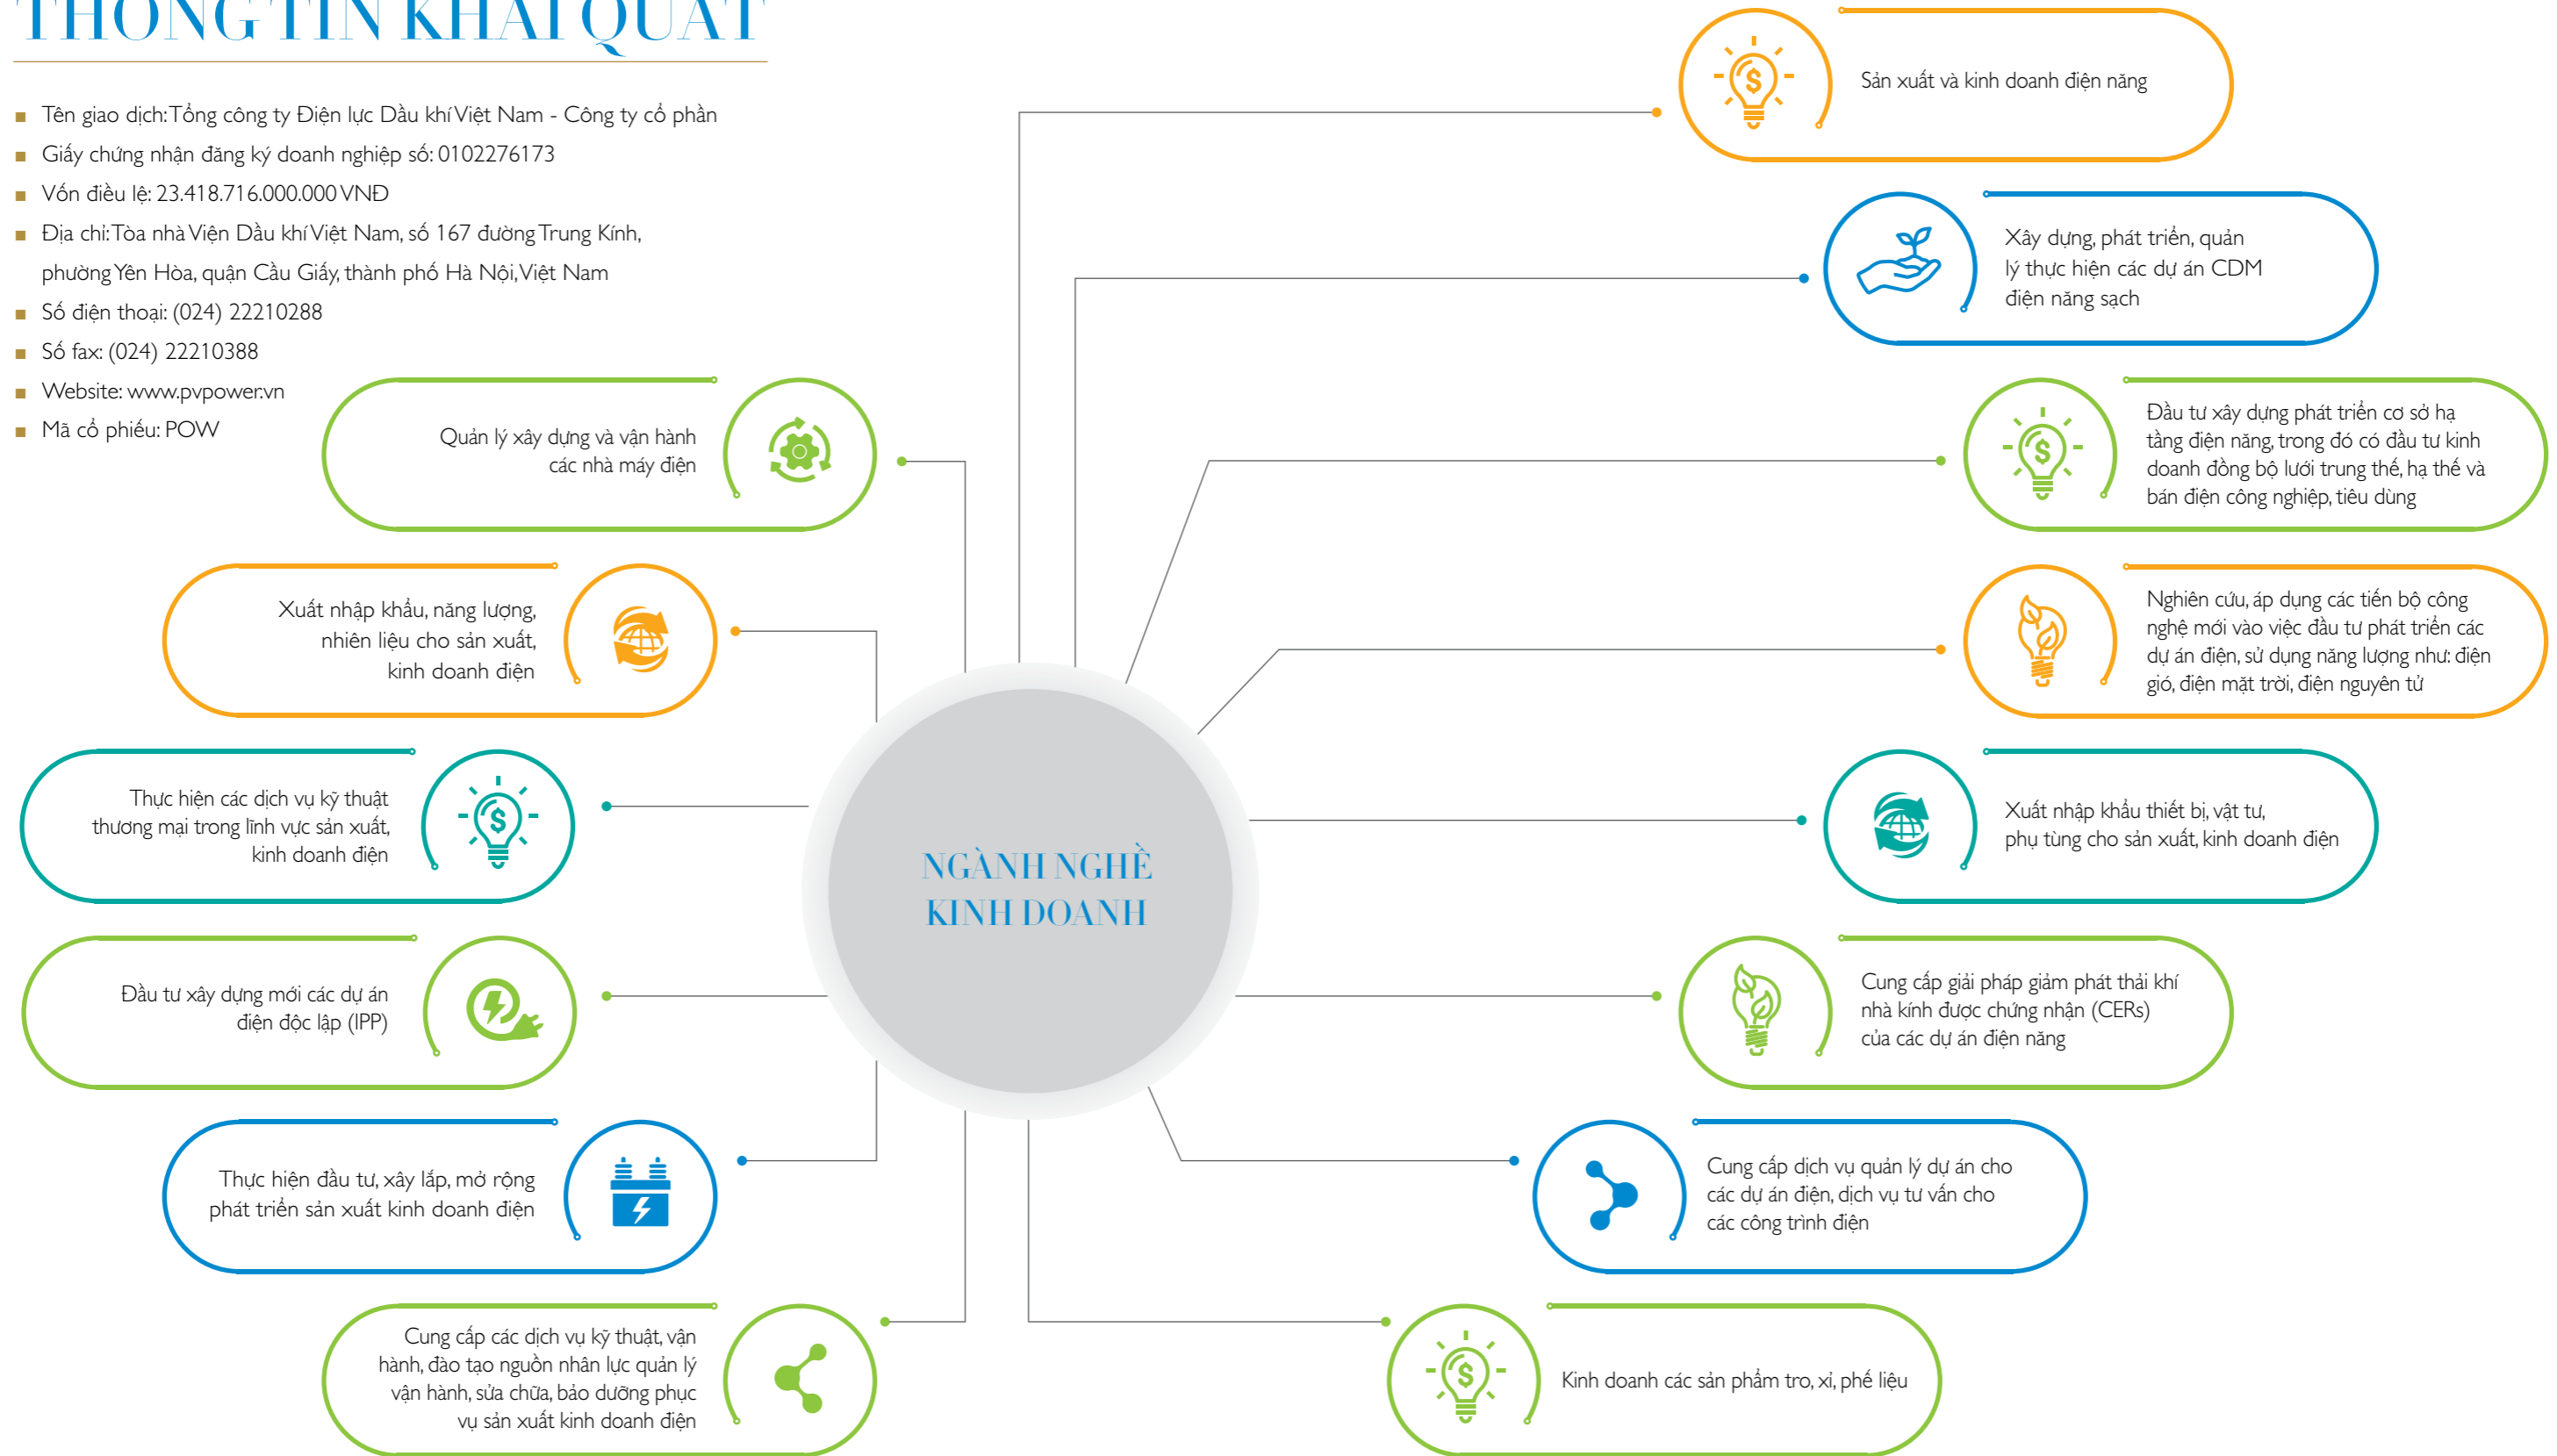 THÔNG TIN KHÁI QUÁT
Tên giao dịch: Tổng công ty Điện lực Dầu khí Việt Nam - Công ty cổ phần
Giấy chứng nhận đăng ký doanh nghiệp số: 0102276173
Vốn điều lệ: 23.418.716.000.000 VNĐ
Địa chỉ: Tòa nhà Viện Dầu khí Việt Nam, số 167 đường Trung Kính,
phường Yên Hòa, quận Cầu Giấy, thành phố Hà Nội, Việt Nam
Số điện thoại: (024) 22210288
Số fax: (024) 22210388
Website: www.pvpower.vn
Mã cổ phiếu: POW
Quản lý xây dựng và vận hành
các nhà máy điện
Xuất nhập khẩu, năng lượng,
nhiên liệu cho sản xuất,
kinh doanh điện
Thực hiện các dịch vụ kỹ thuật
thương mại trong lĩnh vực sản xuất,
kinh doanh điện
Đầu tư xây dựng mới các dự án
điện độc lập (IPP)
Thực hiện đầu tư, xây lắp, mở rộng
phát triển sản xuất kinh doanh điện
Cung cấp các dịch vụ kỹ thuật, vận
hành, đào tạo nguồn nhân lực quản lý
vận hành, sửa chữa, bảo dưỡng phục
vụ sản xuất kinh doanh điện
NGÀNH NGHỀ
KINH DOANH
Sản xuất và kinh doanh điện năng
Xây dựng, phát triển, quản
lý thực hiện các dự án CDM
điện năng sạch
Đầu tư xây dựng phát triển cơ sở hạ
tầng điện năng, trong đó có đầu tư kinh
doanh đồng bộ lưới trung thế, hạ thế và
bán điện công nghiệp, tiêu dùng
Nghiên cứu, áp dụng các tiến bộ công
nghệ mới vào việc đầu tư phát triển các
dự án điện, sử dụng năng lượng như: điện
gió, điện mặt trời, điện nguyên tử
Xuất nhập khẩu thiết bị, vật tư,
phụ tùng cho sản xuất, kinh doanh điện
Cung cấp giải pháp giảm phát thải khí
nhà kính được chứng nhận (CERs)
của các dự án điện năng
Cung cấp dịch vụ quản lý dự án cho
các dự án điện, dịch vụ tư vấn cho
các công trình điện
Kinh doanh các sản phẩm tro, xỉ, phế liệu